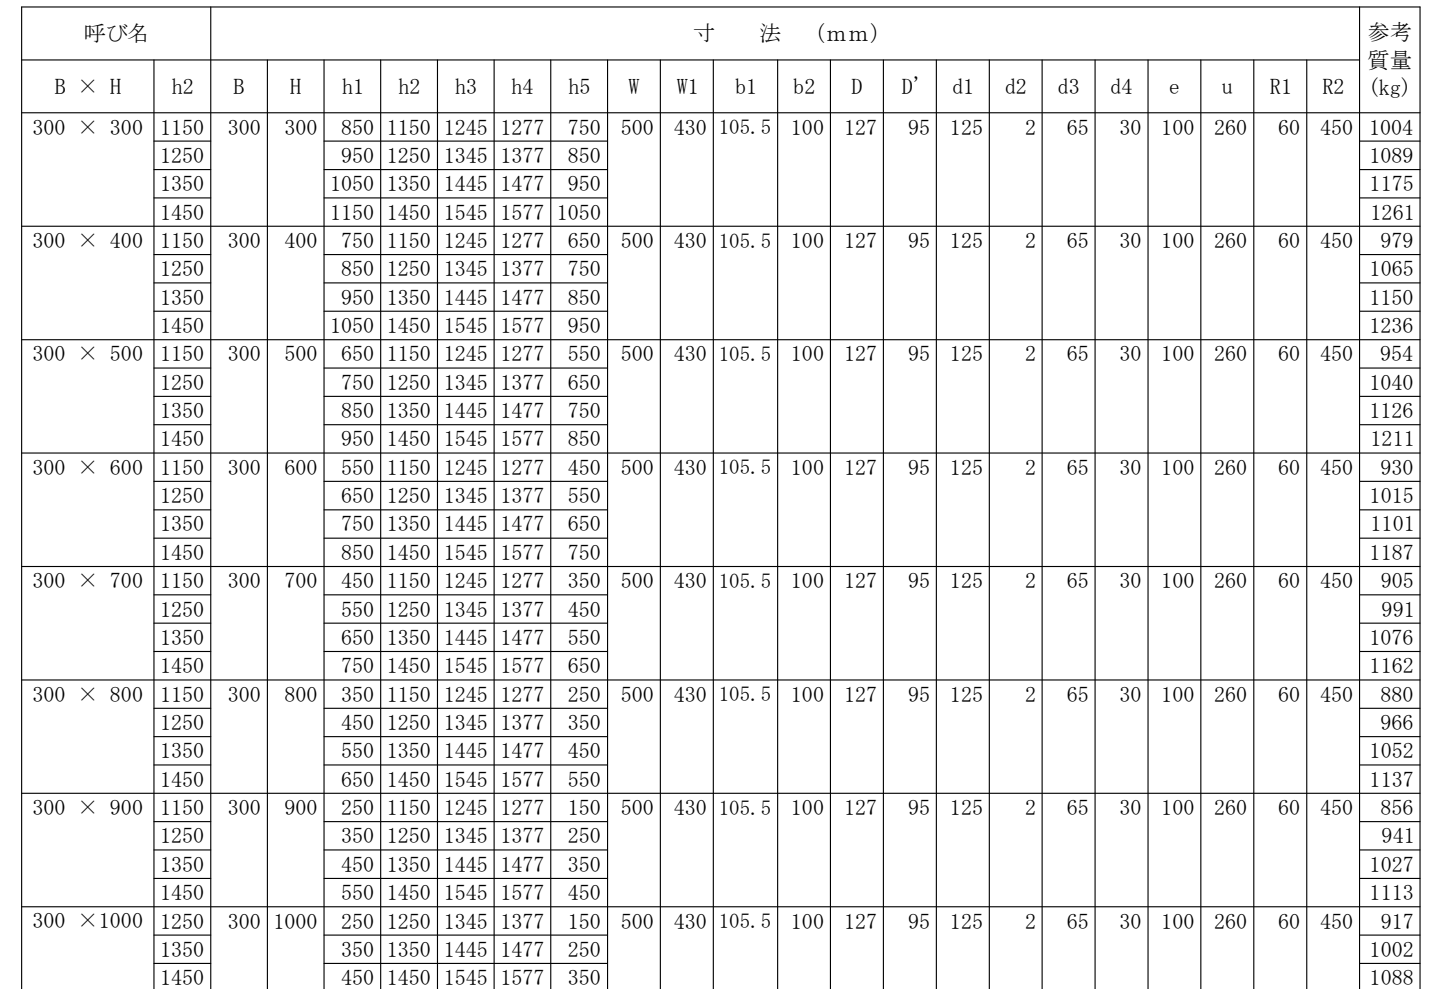 呼び名 寸 法 (mm) 参考
質量
(kg)
B × H h2 B H h1 h2 h3 h4 h5 W W1 b1 b2 D D' d1 d2 d3 d4 e u R1 R2
300 × 300 1150 300 300 850 1150 1245 1277 750 500 430 105.5 100 127 95 125 2 65 30 100 260 60 450 1004
1250 950 1250 1345 1377 850 1089
1350 1050 1350 1445 1477 950 1175
1450 1150 1450 1545 1577 1050 1261
300 × 400 1150 300 400 750 1150 1245 1277 650 500 430 105.5 100 127 95 125 2 65 30 100 260 60 450 979
1250 850 1250 1345 1377 750 1065
1350 950 1350 1445 1477 850 1150
1450 1050 1450 1545 1577 950 1236
300 × 500 1150 300 500 650 1150 1245 1277 550 500 430 105.5 100 127 95 125 2 65 30 100 260 60 450 954
1250 750 1250 1345 1377 650 1040
1350 850 1350 1445 1477 750 1126
1450 950 1450 1545 1577 850 1211
300 × 600 1150 300 600 550 1150 1245 1277 450 500 430 105.5 100 127 95 125 2 65 30 100 260 60 450 930
1250 650 1250 1345 1377 550 1015
1350 750 1350 1445 1477 650 1101
1450 850 1450 1545 1577 750 1187
300 × 700 1150 300 700 450 1150 1245 1277 350 500 430 105.5 100 127 95 125 2 65 30 100 260 60 450 905
1250 550 1250 1345 1377 450 991
1350 650 1350 1445 1477 550 1076
1450 750 1450 1545 1577 650 1162
300 × 800 1150 300 800 350 1150 1245 1277 250 500 430 105.5 100 127 95 125 2 65 30 100 260 60 450 880
1250 450 1250 1345 1377 350 966
1350 550 1350 1445 1477 450 1052
1450 650 1450 1545 1577 550 1137
300 × 900 1150 300 900 250 1150 1245 1277 150 500 430 105.5 100 127 95 125 2 65 30 100 260 60 450 856
1250 350 1250 1345 1377 250 941
1350 450 1350 1445 1477 350 1027
1450 550 1450 1545 1577 450 1113
300 ×1000 1250 300 1000 250 1250 1345 1377 150 500 430 105.5 100 127 95 125 2 65 30 100 260 60 450 917
1350 350 1350 1445 1477 250 1002
1450 450 1450 1545 1577 350 1088